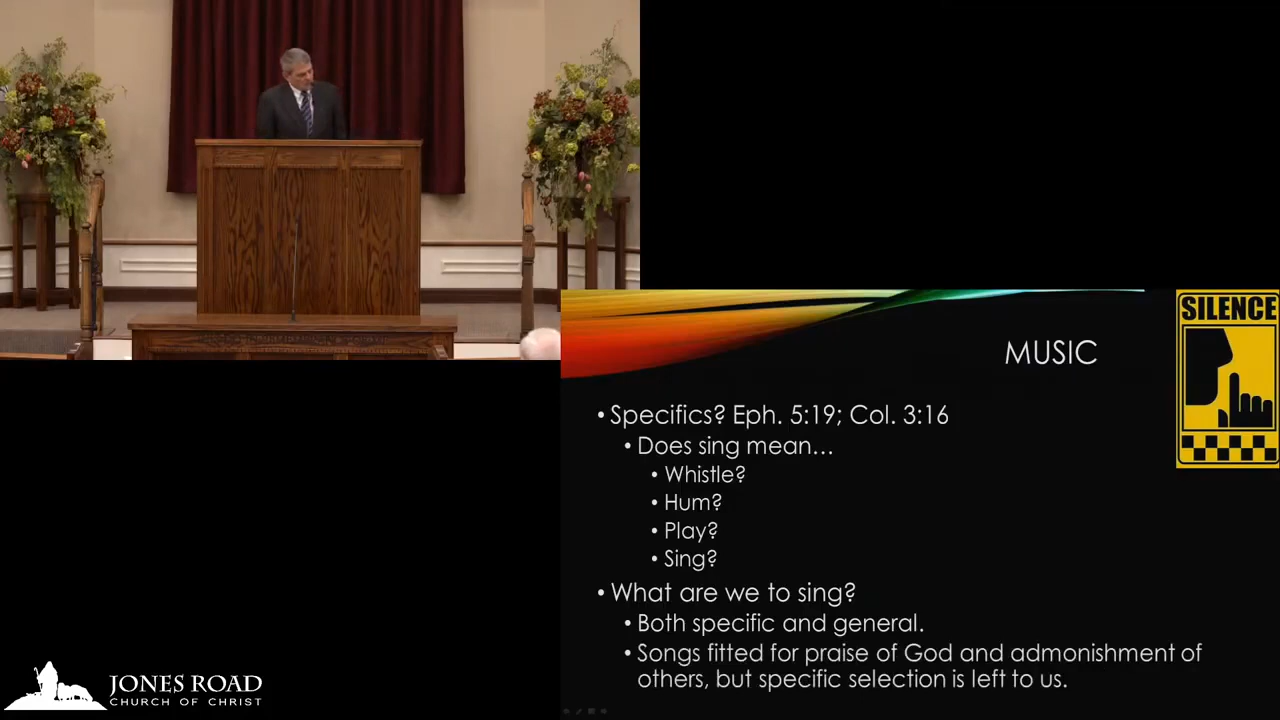 SILENCE
MUSIC
• Specifics? Eph. 5:19; Col. 3:16
• Does sing mean…
• Whistle?
• Hum?
• Play?
• Sing?
• What are we to sing?
• Both specific and general.
• Songs fitted for praise of God and admonishment of
others, but specific selection is left to us.
JONES ROAD
CHURCH OF CHRIST